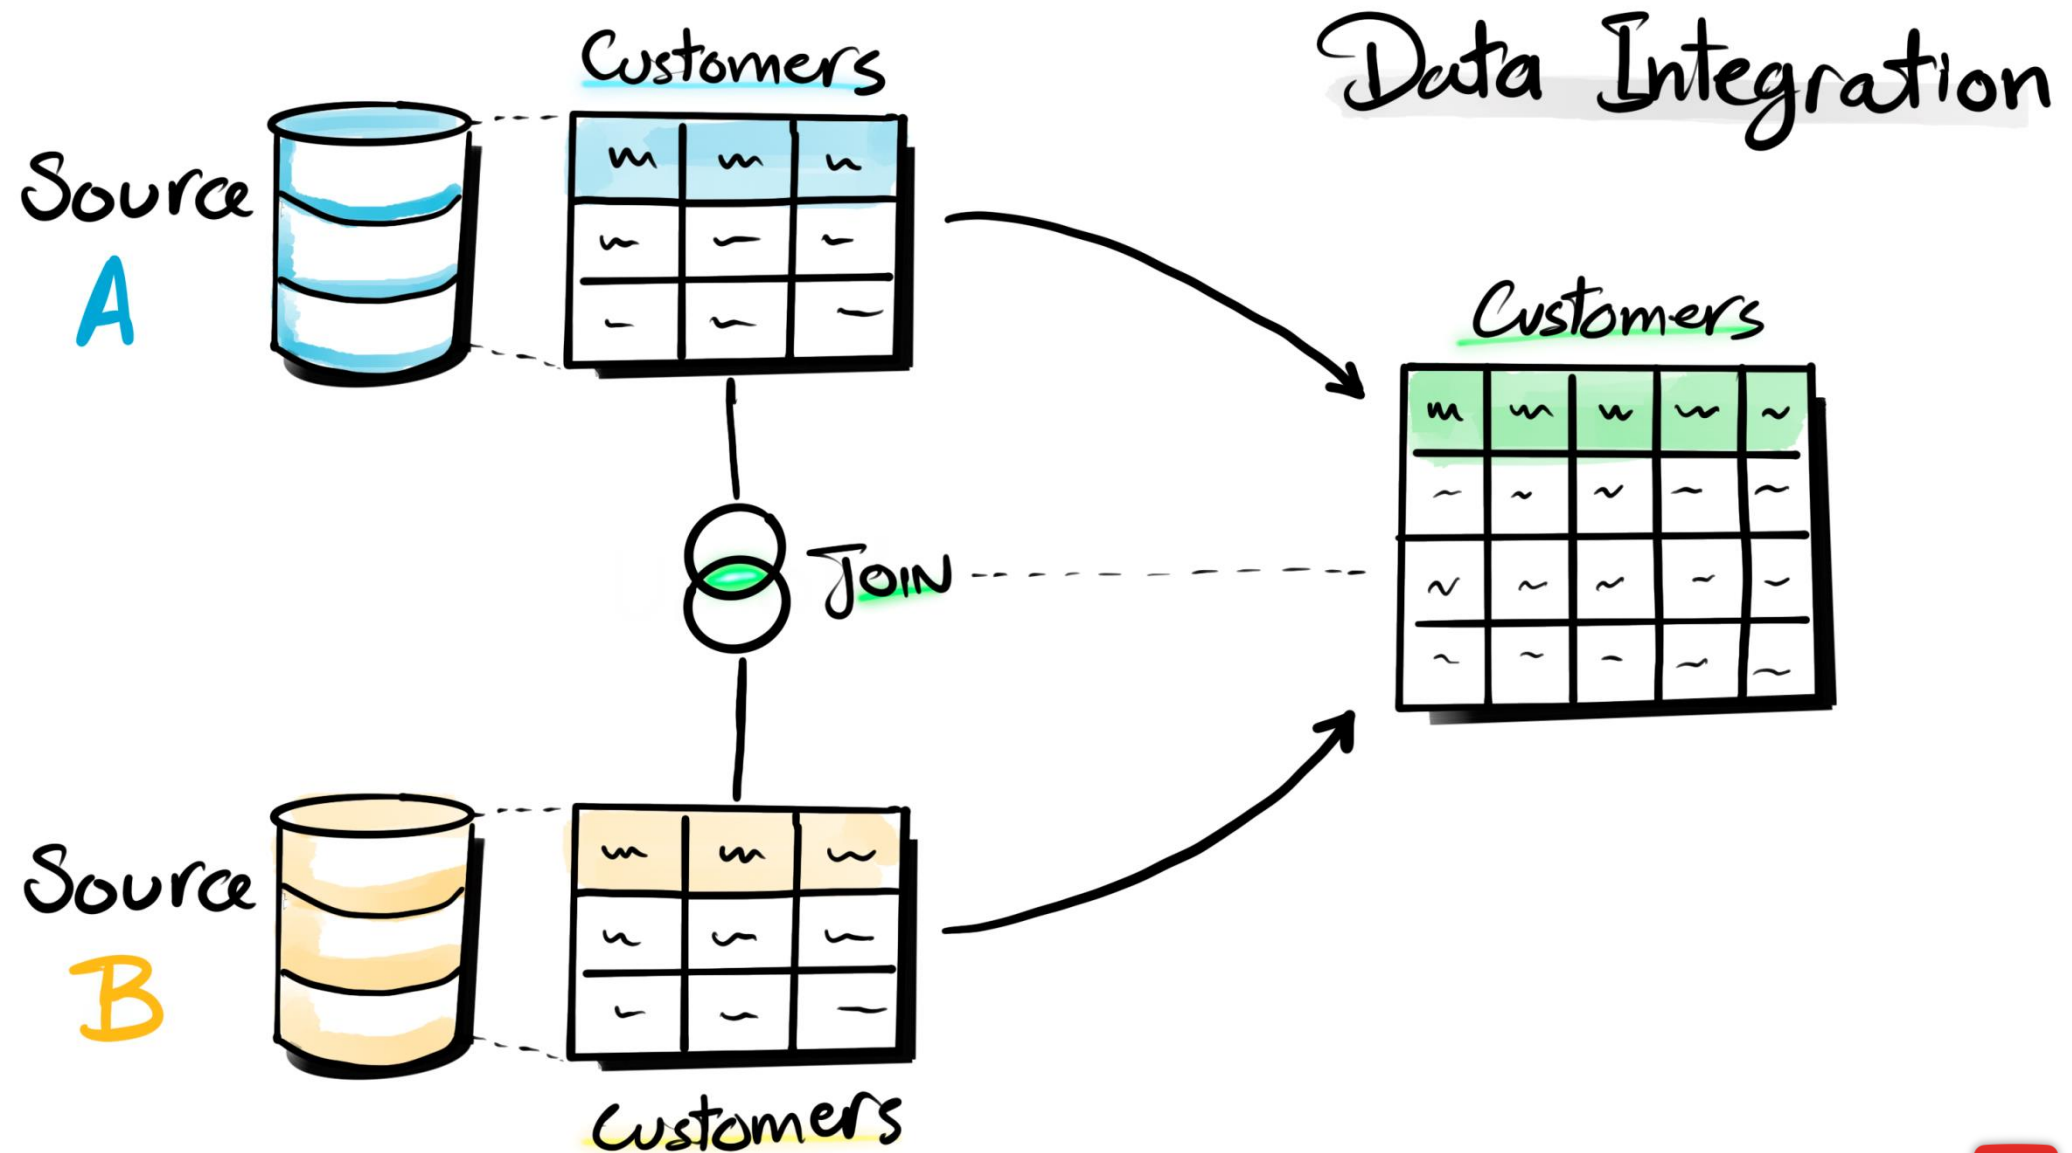 Data Integration
Customers
Source
A
Customers
JOIN
Source
B
Customers